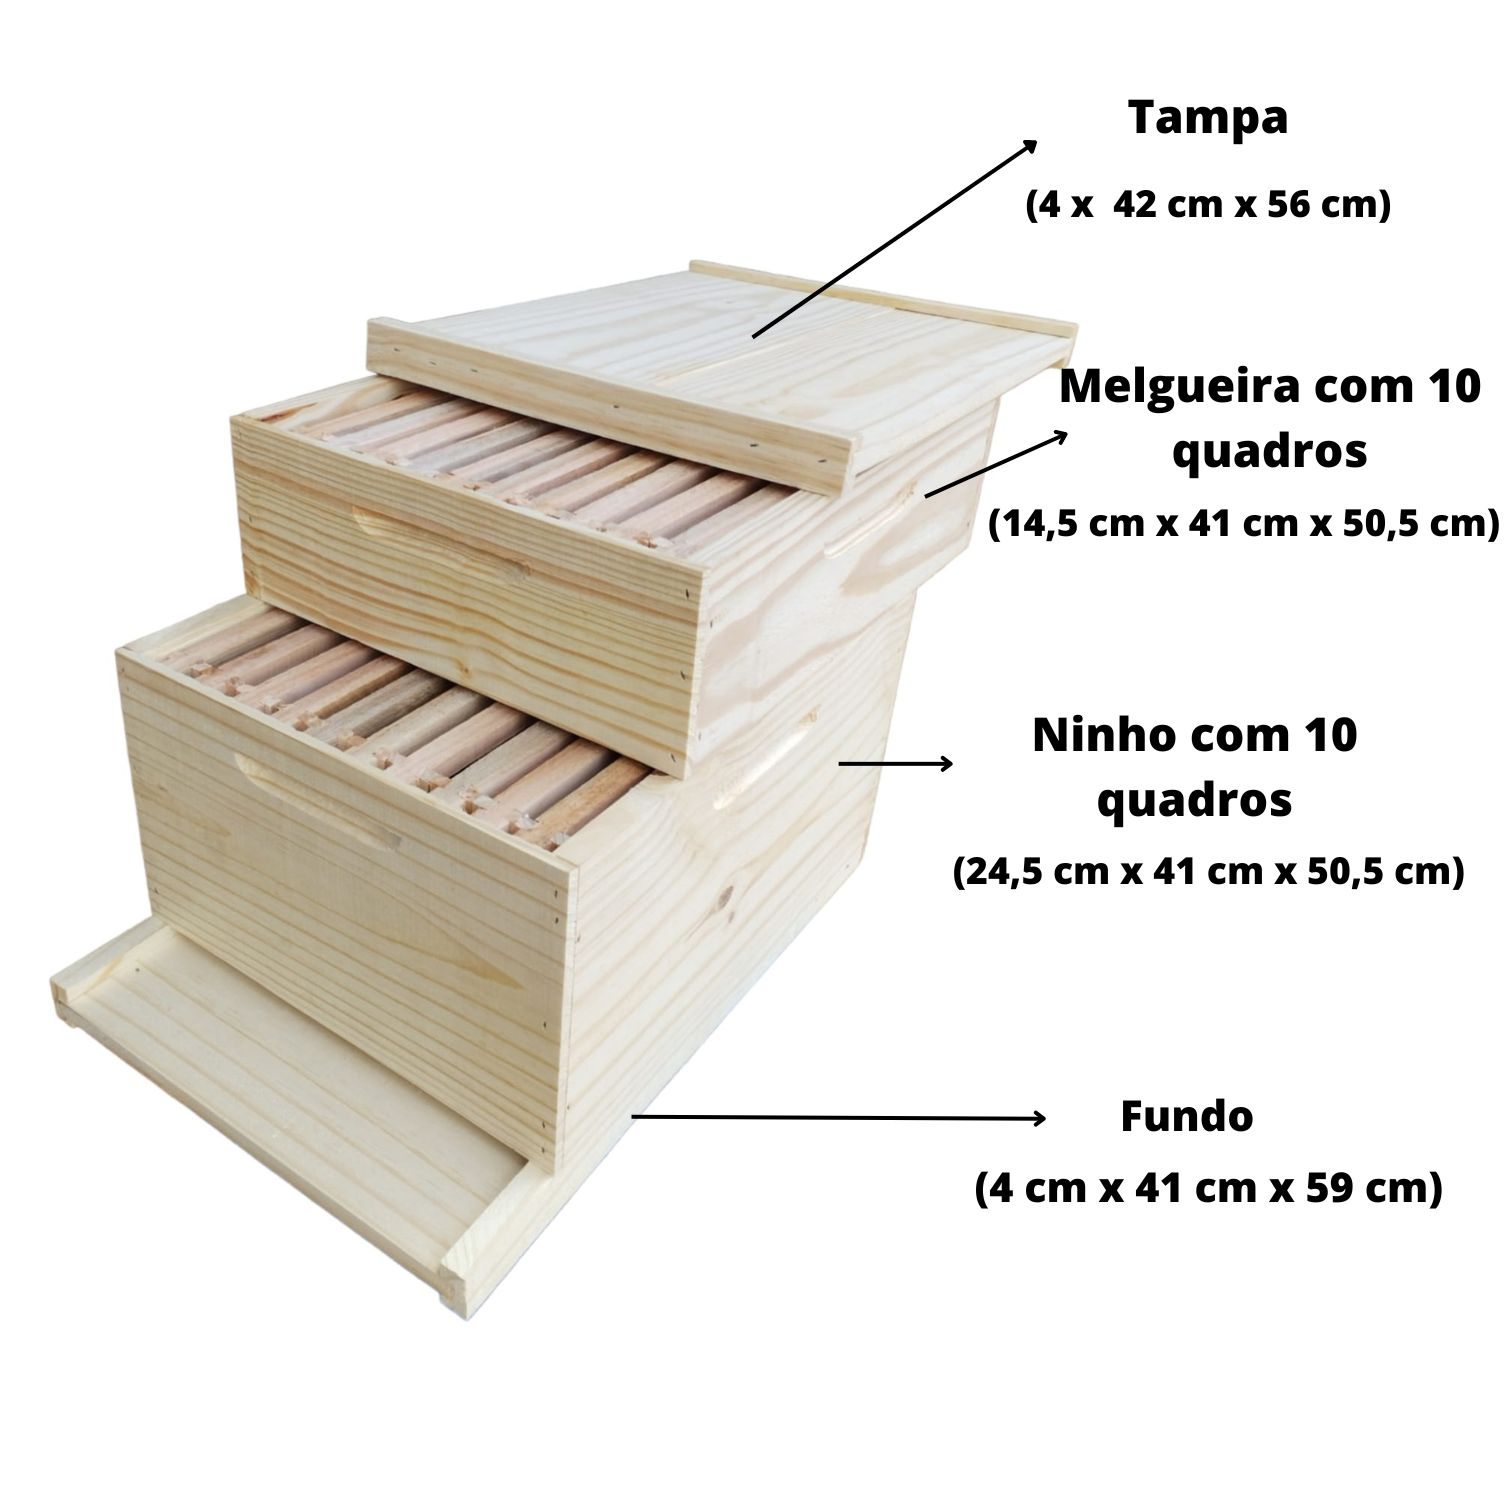 Tampa
(4 x  42 cm x 56 cm)
Melgueira com 10
quadros
(14,5 cm x 41 cm x 50,5 cm)
Ninho com 10
quadros
(24,5 cm x 41 cm x 50,5 cm)
Fundo
(4 cm x 41 cm x 59 cm)